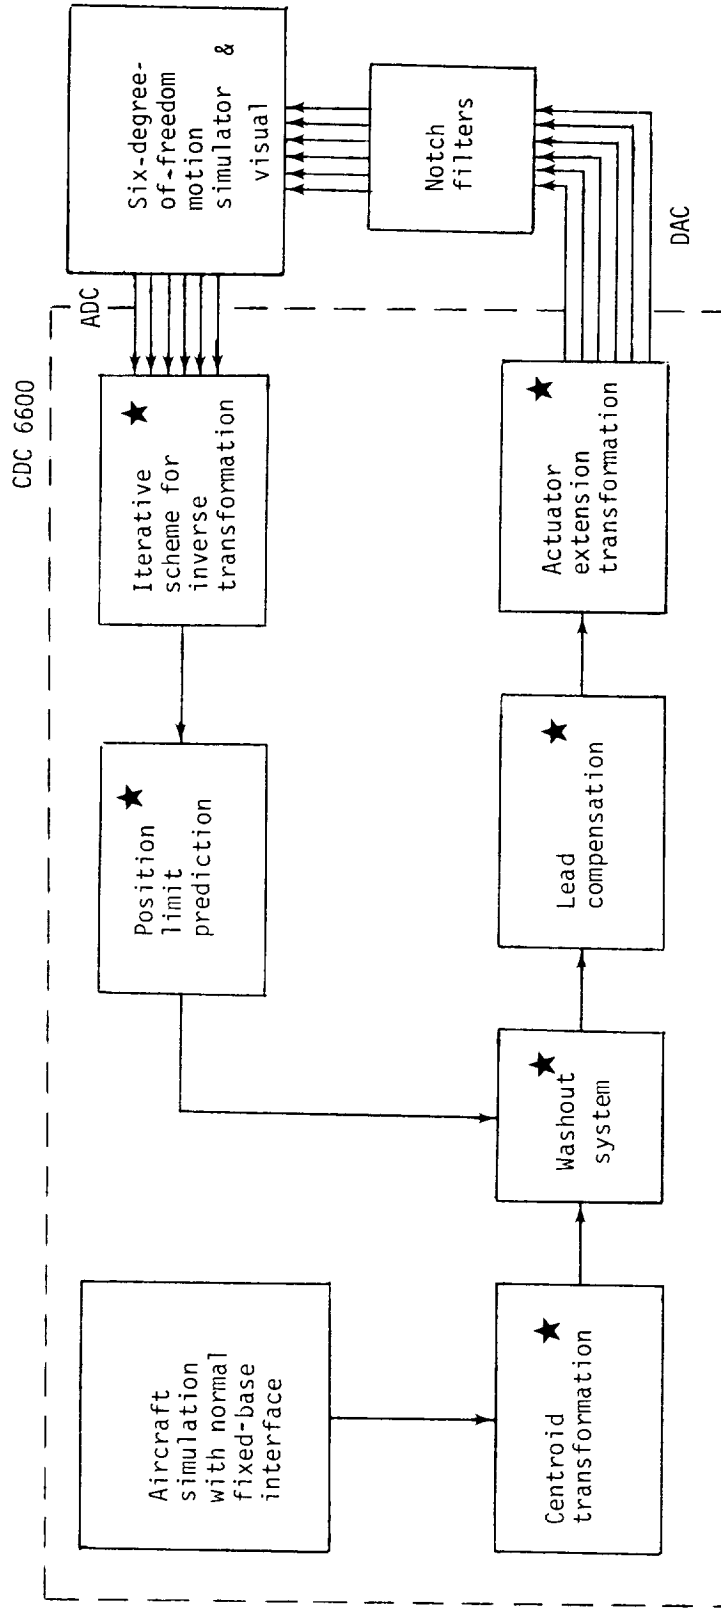 CDC 6600
Aircraft
simulation
with normal
fixed-base
interface
Position
limit
prediction
Iterative
scheme for
inverse
transformation
ADC
Six-degree-
of-freedom
motion
simulator &
visual
Centroid
transformation
Washout
system
Lead
compensation
Actuator
extension
transformation
DAC
Notch
filters